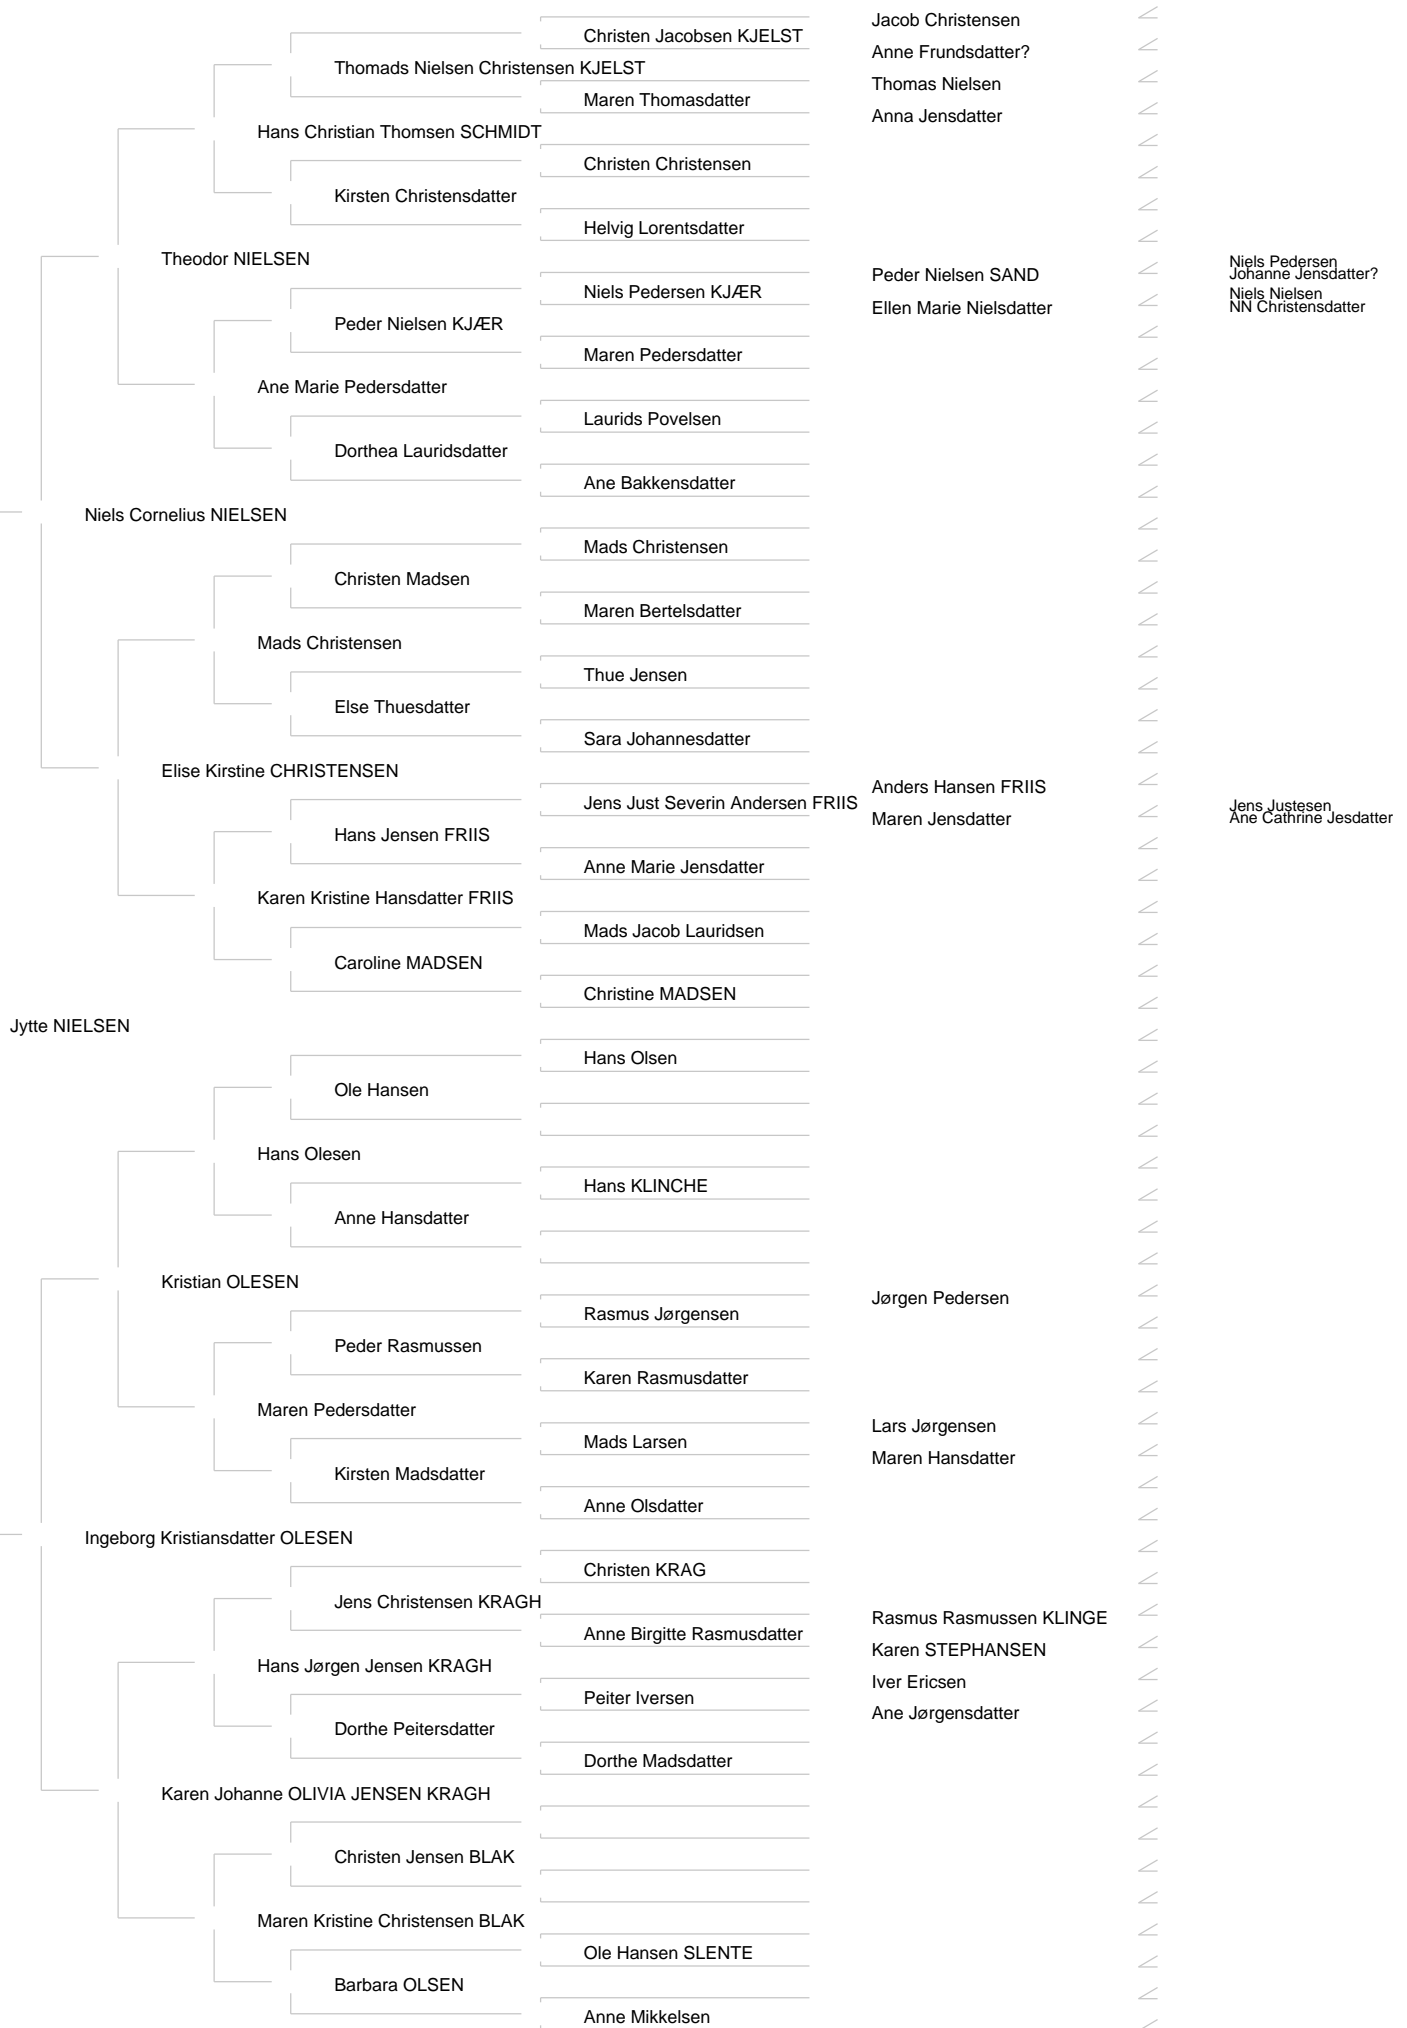 Jacob Christensen
Christen Jacobsen KJELST
Anne Frundsdatter?
Thomads Nielsen Christensen KJELST
Thomas Nielsen
Maren Thomasdatter
Anna Jensdatter
Hans Christian Thomsen SCHMIDT
Christen Christensen
Kirsten Christensdatter
Helvig Lorentsdatter
Theodor NIELSEN
Niels Pedersen
Johanne Jensdatter?
Peder Nielsen SAND
Niels Pedersen KJÆR
Niels Nielsen
NN Christensdatter
Ellen Marie Nielsdatter
Peder Nielsen KJÆR
Maren Pedersdatter
Ane Marie Pedersdatter
Laurids Povelsen
Dorthea Lauridsdatter
Ane Bakkensdatter
Niels Cornelius NIELSEN
Mads Christensen
Christen Madsen
Maren Bertelsdatter
Mads Christensen
Thue Jensen
Else Thuesdatter
Sara Johannesdatter
Elise Kirstine CHRISTENSEN
Anders Hansen FRIIS
Jens Just Severin Andersen FRIIS
Jens Justesen
Ane Cathrine Jesdatter
Maren Jensdatter
Hans Jensen FRIIS
Anne Marie Jensdatter
Karen Kristine Hansdatter FRIIS
Mads Jacob Lauridsen
Caroline MADSEN
Christine MADSEN
Jytte NIELSEN
Hans Olsen
Ole Hansen
Hans Olesen
Hans KLINCHE
Anne Hansdatter
Kristian OLESEN
Jørgen Pedersen
Rasmus Jørgensen
Peder Rasmussen
Karen Rasmusdatter
Maren Pedersdatter
Lars Jørgensen
Mads Larsen
Maren Hansdatter
Kirsten Madsdatter
Anne Olsdatter
Ingeborg Kristiansdatter OLESEN
Christen KRAG
Jens Christensen KRAGH
Rasmus Rasmussen KLINGE
Anne Birgitte Rasmusdatter
Karen STEPHANSEN
Hans Jørgen Jensen KRAGH
Iver Ericsen
Peiter Iversen
Ane Jørgensdatter
Dorthe Peitersdatter
Dorthe Madsdatter
Karen Johanne OLIVIA JENSEN KRAGH
Christen Jensen BLAK
Maren Kristine Christensen BLAK
Ole Hansen SLENTE
Barbara OLSEN
Anne Mikkelsen